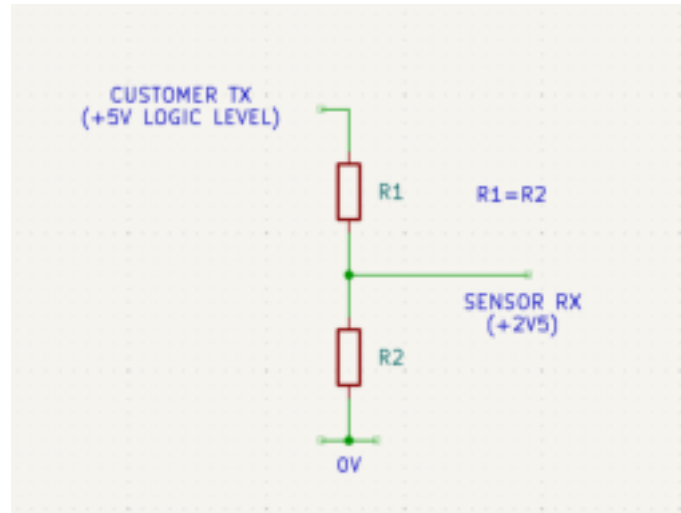 CUSTOMER TX
(+5V LOGIC LEVEL)
R1
R1=R2
SENSOR RX
(+2V5)
R2
0V